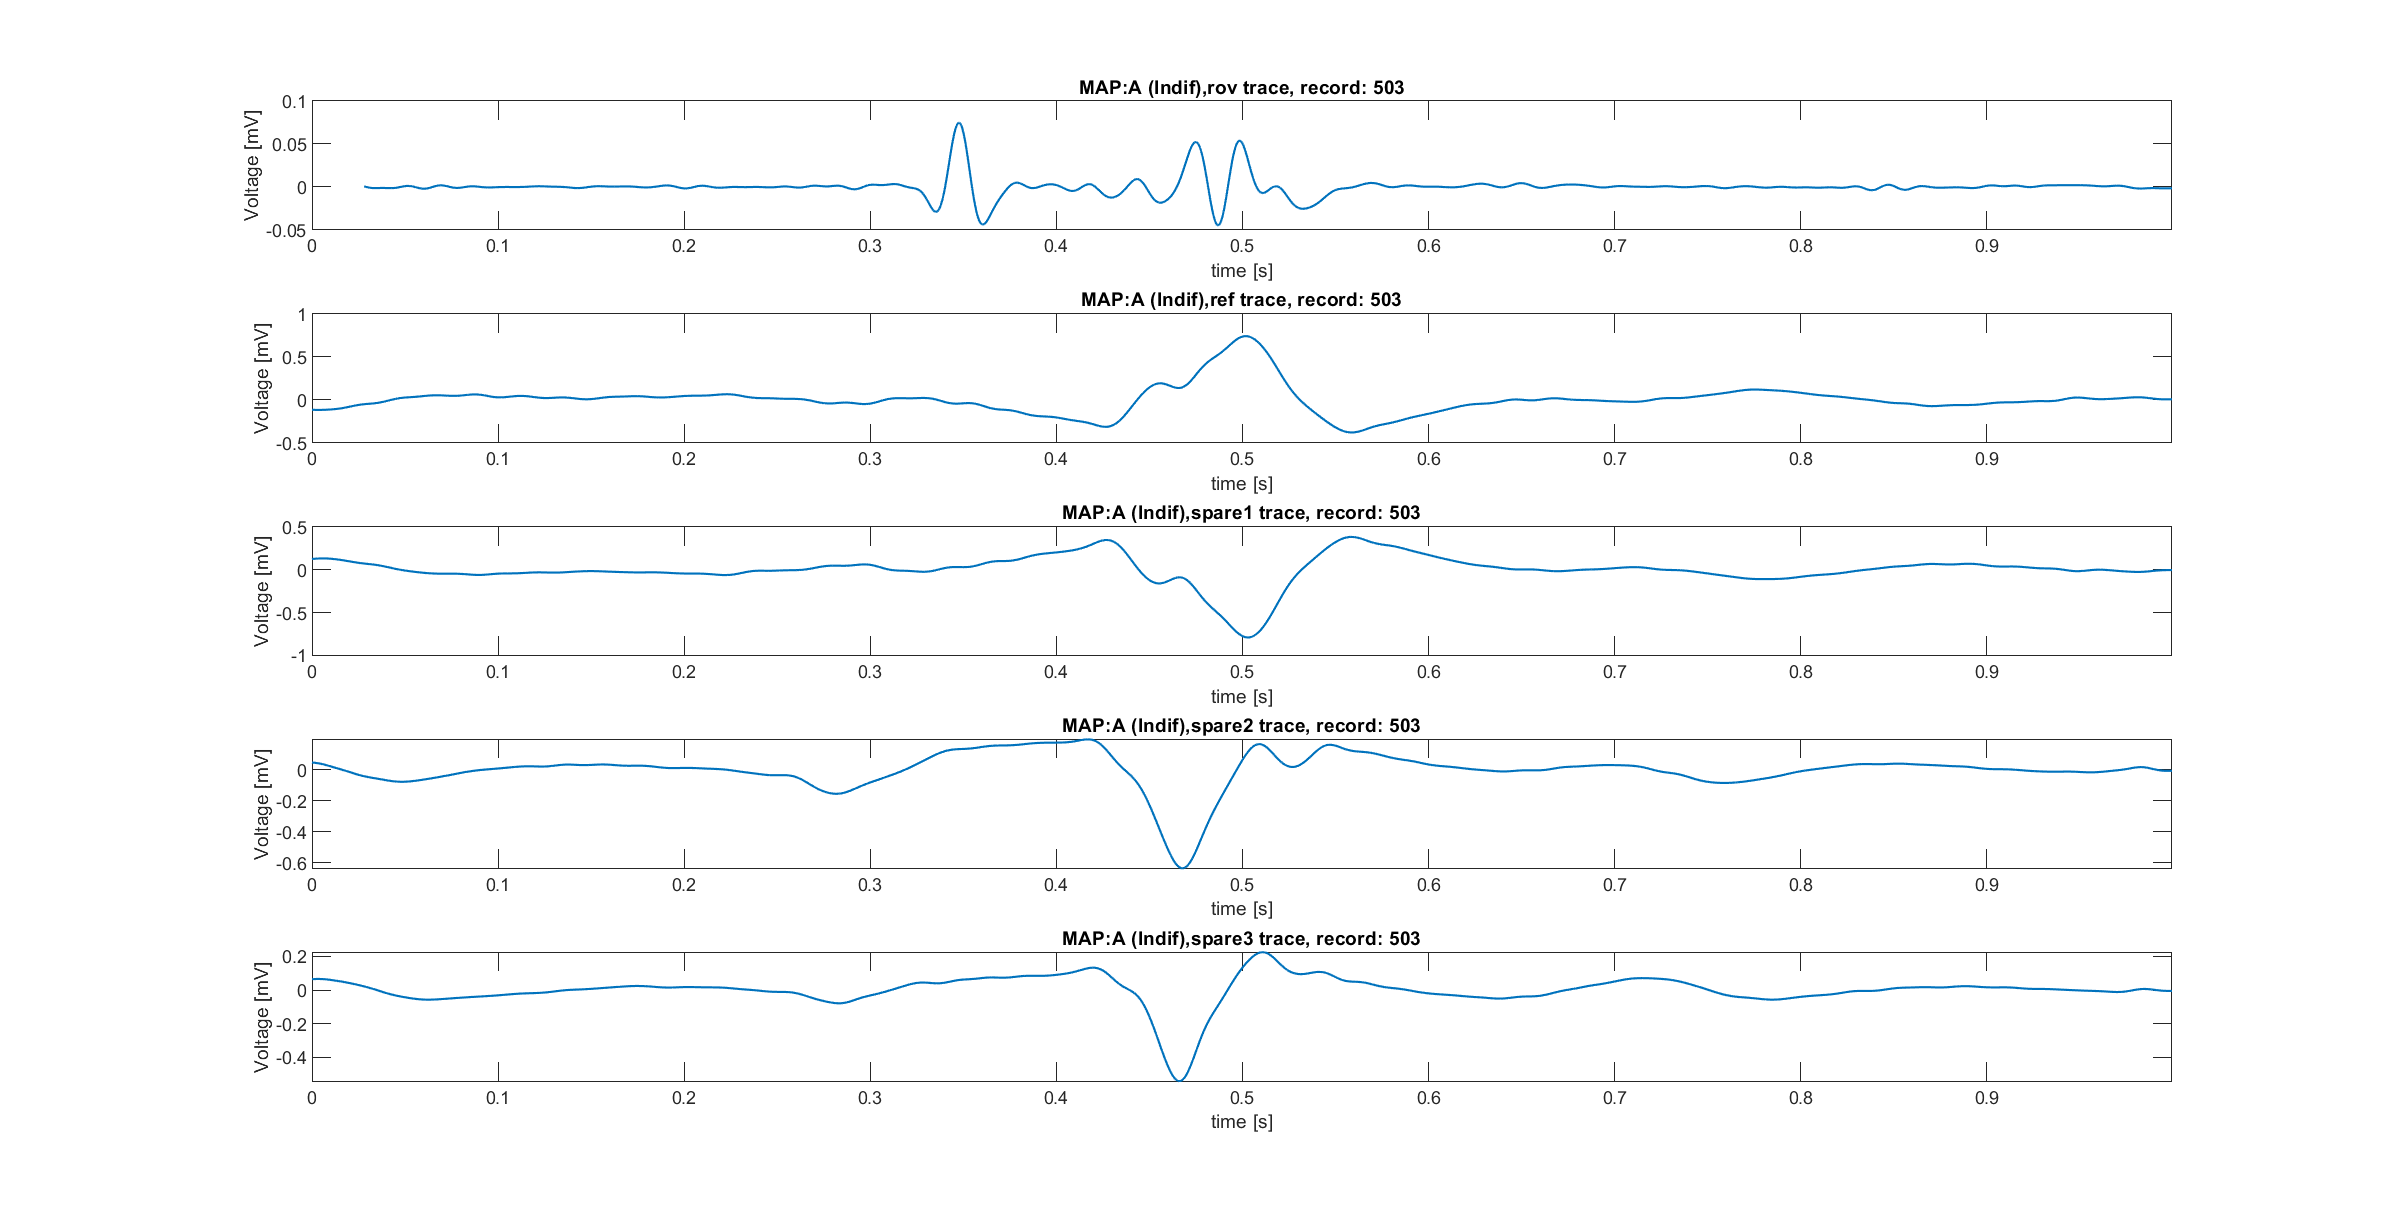 MAP:A (Indif),rov trace, record: 503
Voltage [mV]
0.1
0.05
0
-0.05
0 0.1 0.2 0.3 0.4 0.5 0.6 0.7 0.8 0.9
time [s]
MAP:A (Indif),ref trace, record: 503
Voltage [mV]
1
0.5
0
-0.5
0 0.1 0.2 0.3 0.4 0.5 0.6 0.7 0.8 0.9
time [s]
MAP:A (Indif),spare1 trace, record: 503
Voltage [mV]
0.5
0
-0.5
-1
0 0.1 0.2 0.3 0.4 0.5 0.6 0.7 0.8 0.9
time [s]
MAP:A (Indif),spare2 trace, record: 503
Voltage [mV]
0
-0.2
-0.4
-0.6
0 0.1 0.2 0.3 0.4 0.5 0.6 0.7 0.8 0.9
time [s]
MAP:A (Indif),spare3 trace, record: 503
Voltage [mV]
0.2
0
-0.2
-0.4
0 0.1 0.2 0.3 0.4 0.5 0.6 0.7 0.8 0.9
time [s]